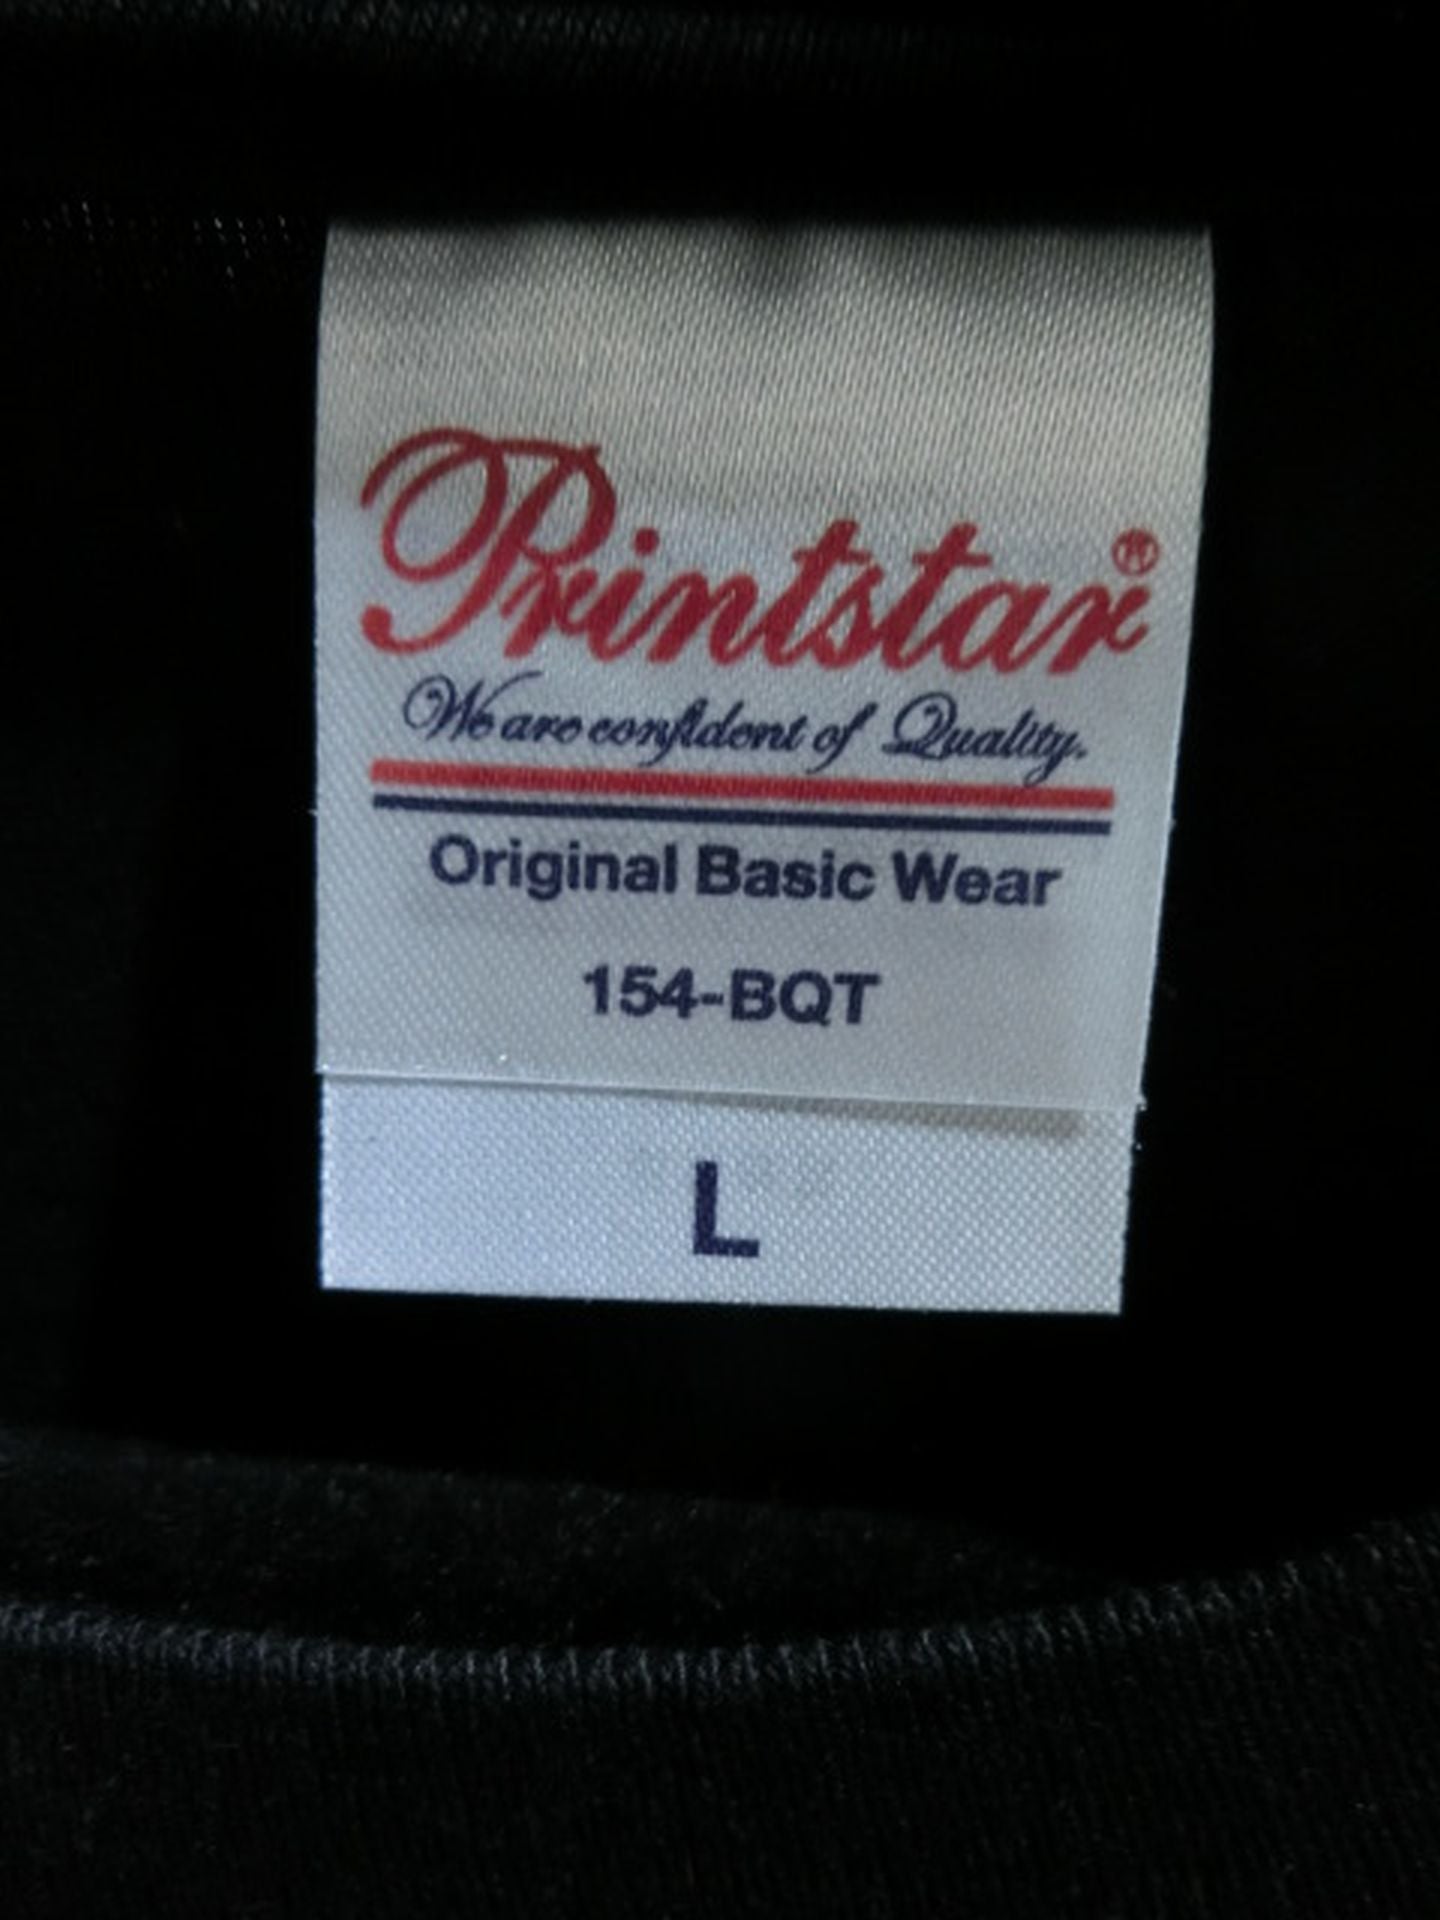 Printstar®
We are confident of Quality.
Original Basic Wear
154-BQT
L